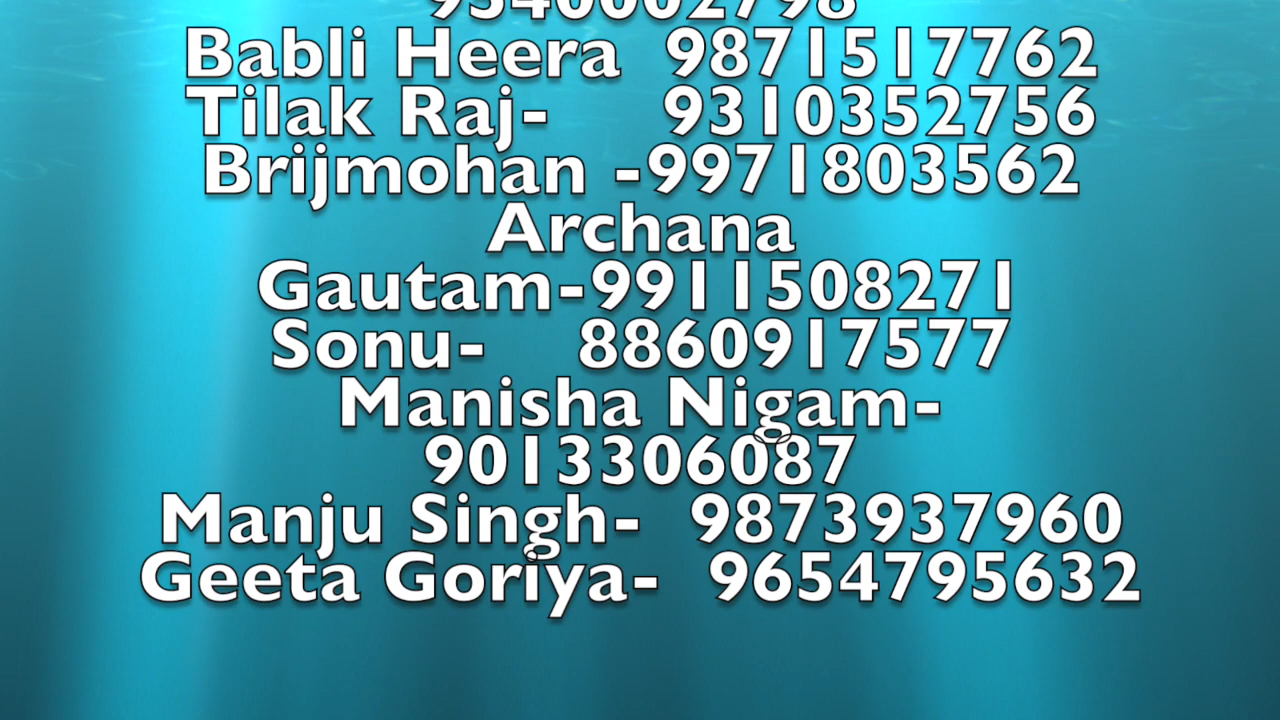 Babli Heera 9871517762
Tilak Raj- 9310352756
Brijmohan -9971803562
Archana
Gautam-9911508271
Sonu- 8860917577
Manisha Nigam-
9013306087
Manju Singh- 9873937960
Geeta Goriya- 9654795632